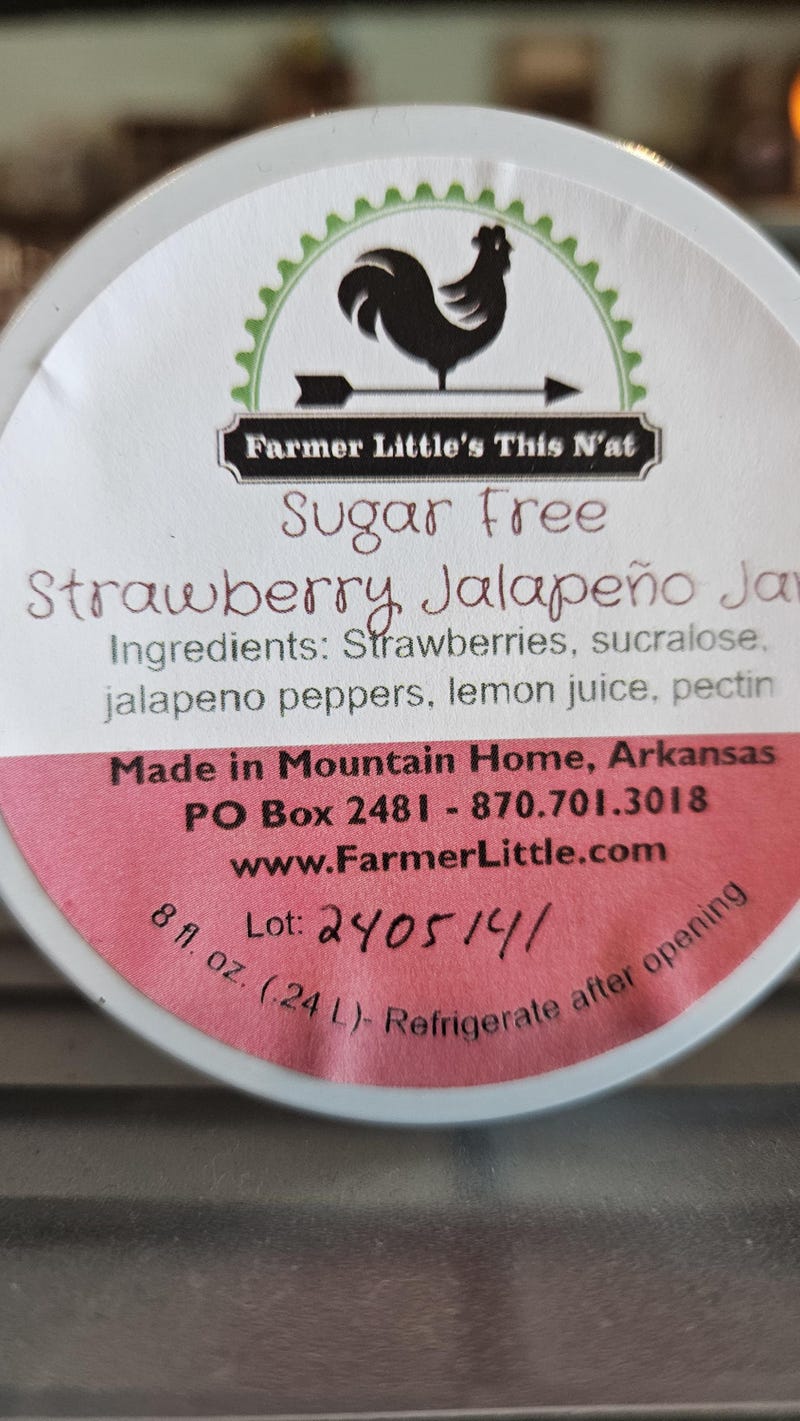 Farmer Little's This N'at
Sugar Free
Strawberry Jalapeño Ja
Ingredients: Strawberries, sucralose,
jalapeno peppers, lemon juice, pectin
Made in Mountain Home, Arkansas
PO Box 2481 - 870.701.3018
www.FarmerLittle.com
Lot: 2405141
8 fl. oz. (.24 L)- Refrigerate after opening